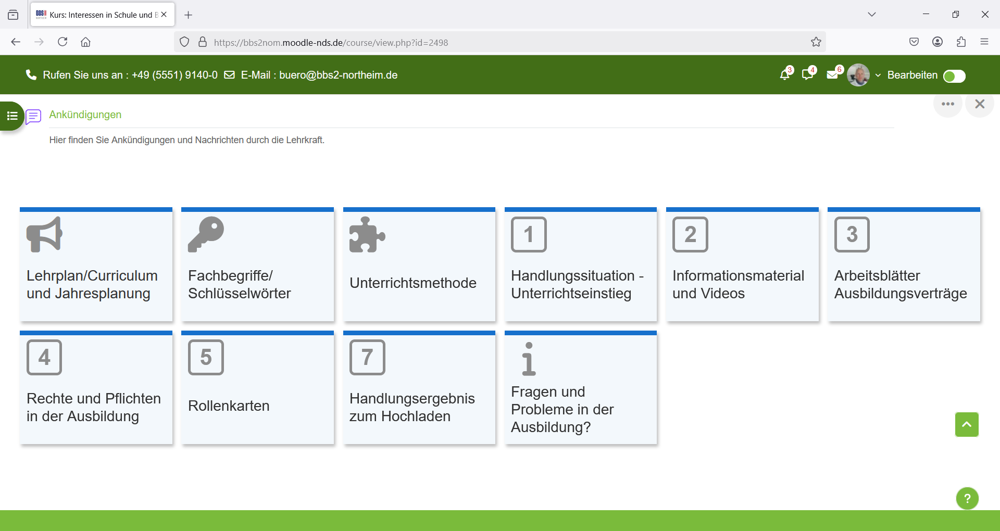 Kurs: Interessen in Schule und B
https://bbs2nom.moodle-nds.de/course/view.php?id=2498
Rufen Sie uns an : +49 (5551) 9140-0 E-Mail : buero@bbs2-northeim.de
3 4 6
Bearbeiten
Ankündigungen
Hier finden Sie Ankündigungen und Nachrichten durch die Lehrkraft.
Lehrplan/Curriculum
und Jahresplanung
Fachbegriffe/
Schlüsselwörter
Unterrichtsmethode
1
Handlungssituation -
Unterrichtseinstieg
2
Informationsmaterial
und Videos
3
Arbeitsblätter
Ausbildungsverträge
4
Rechte und Pflichten
in der Ausbildung
5
Rollenkarten
7
Handlungsergebnis
zum Hochladen
Fragen und
Probleme in der
Ausbildung?
?